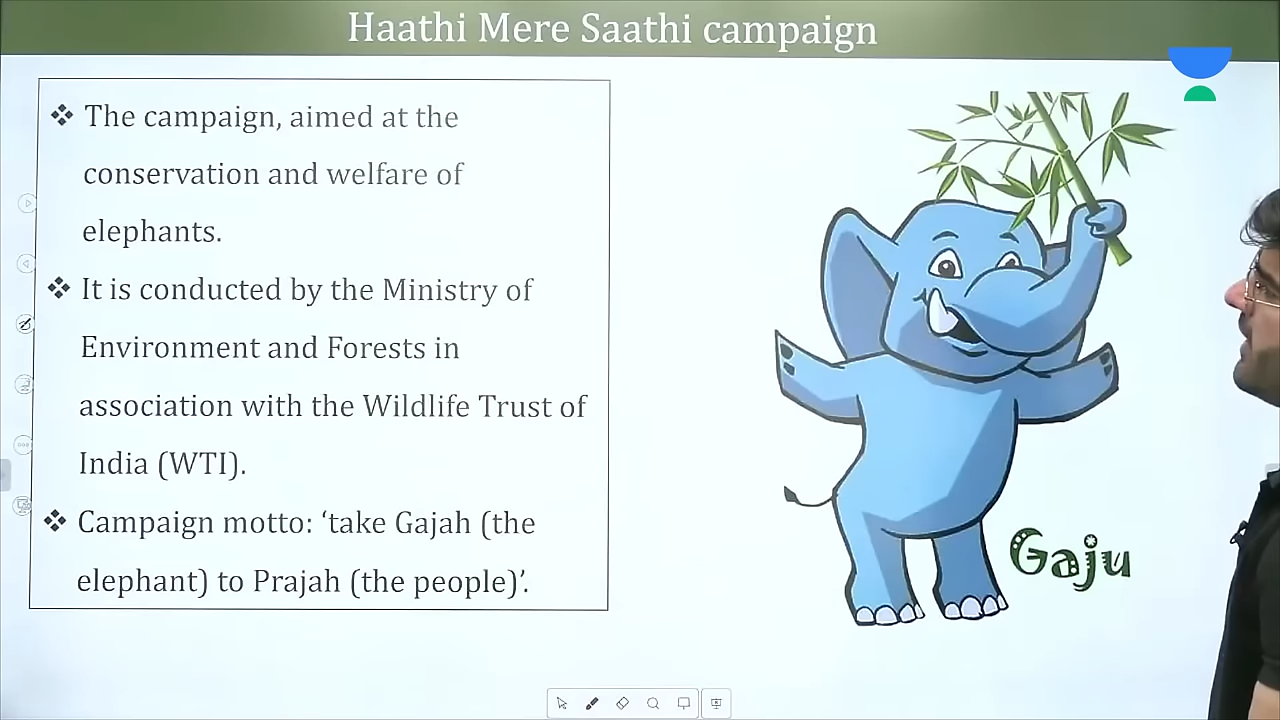 Haathi Mere Saathi campaign
❖ The campaign, aimed at the
conservation and welfare of
elephants.
❖ It is conducted by the Ministry of
Environment and Forests in
association with the Wildlife Trust of
India (WTI).
❖ Campaign motto: ‘take Gajah (the
elephant) to Prajah (the people)’.
Gaju